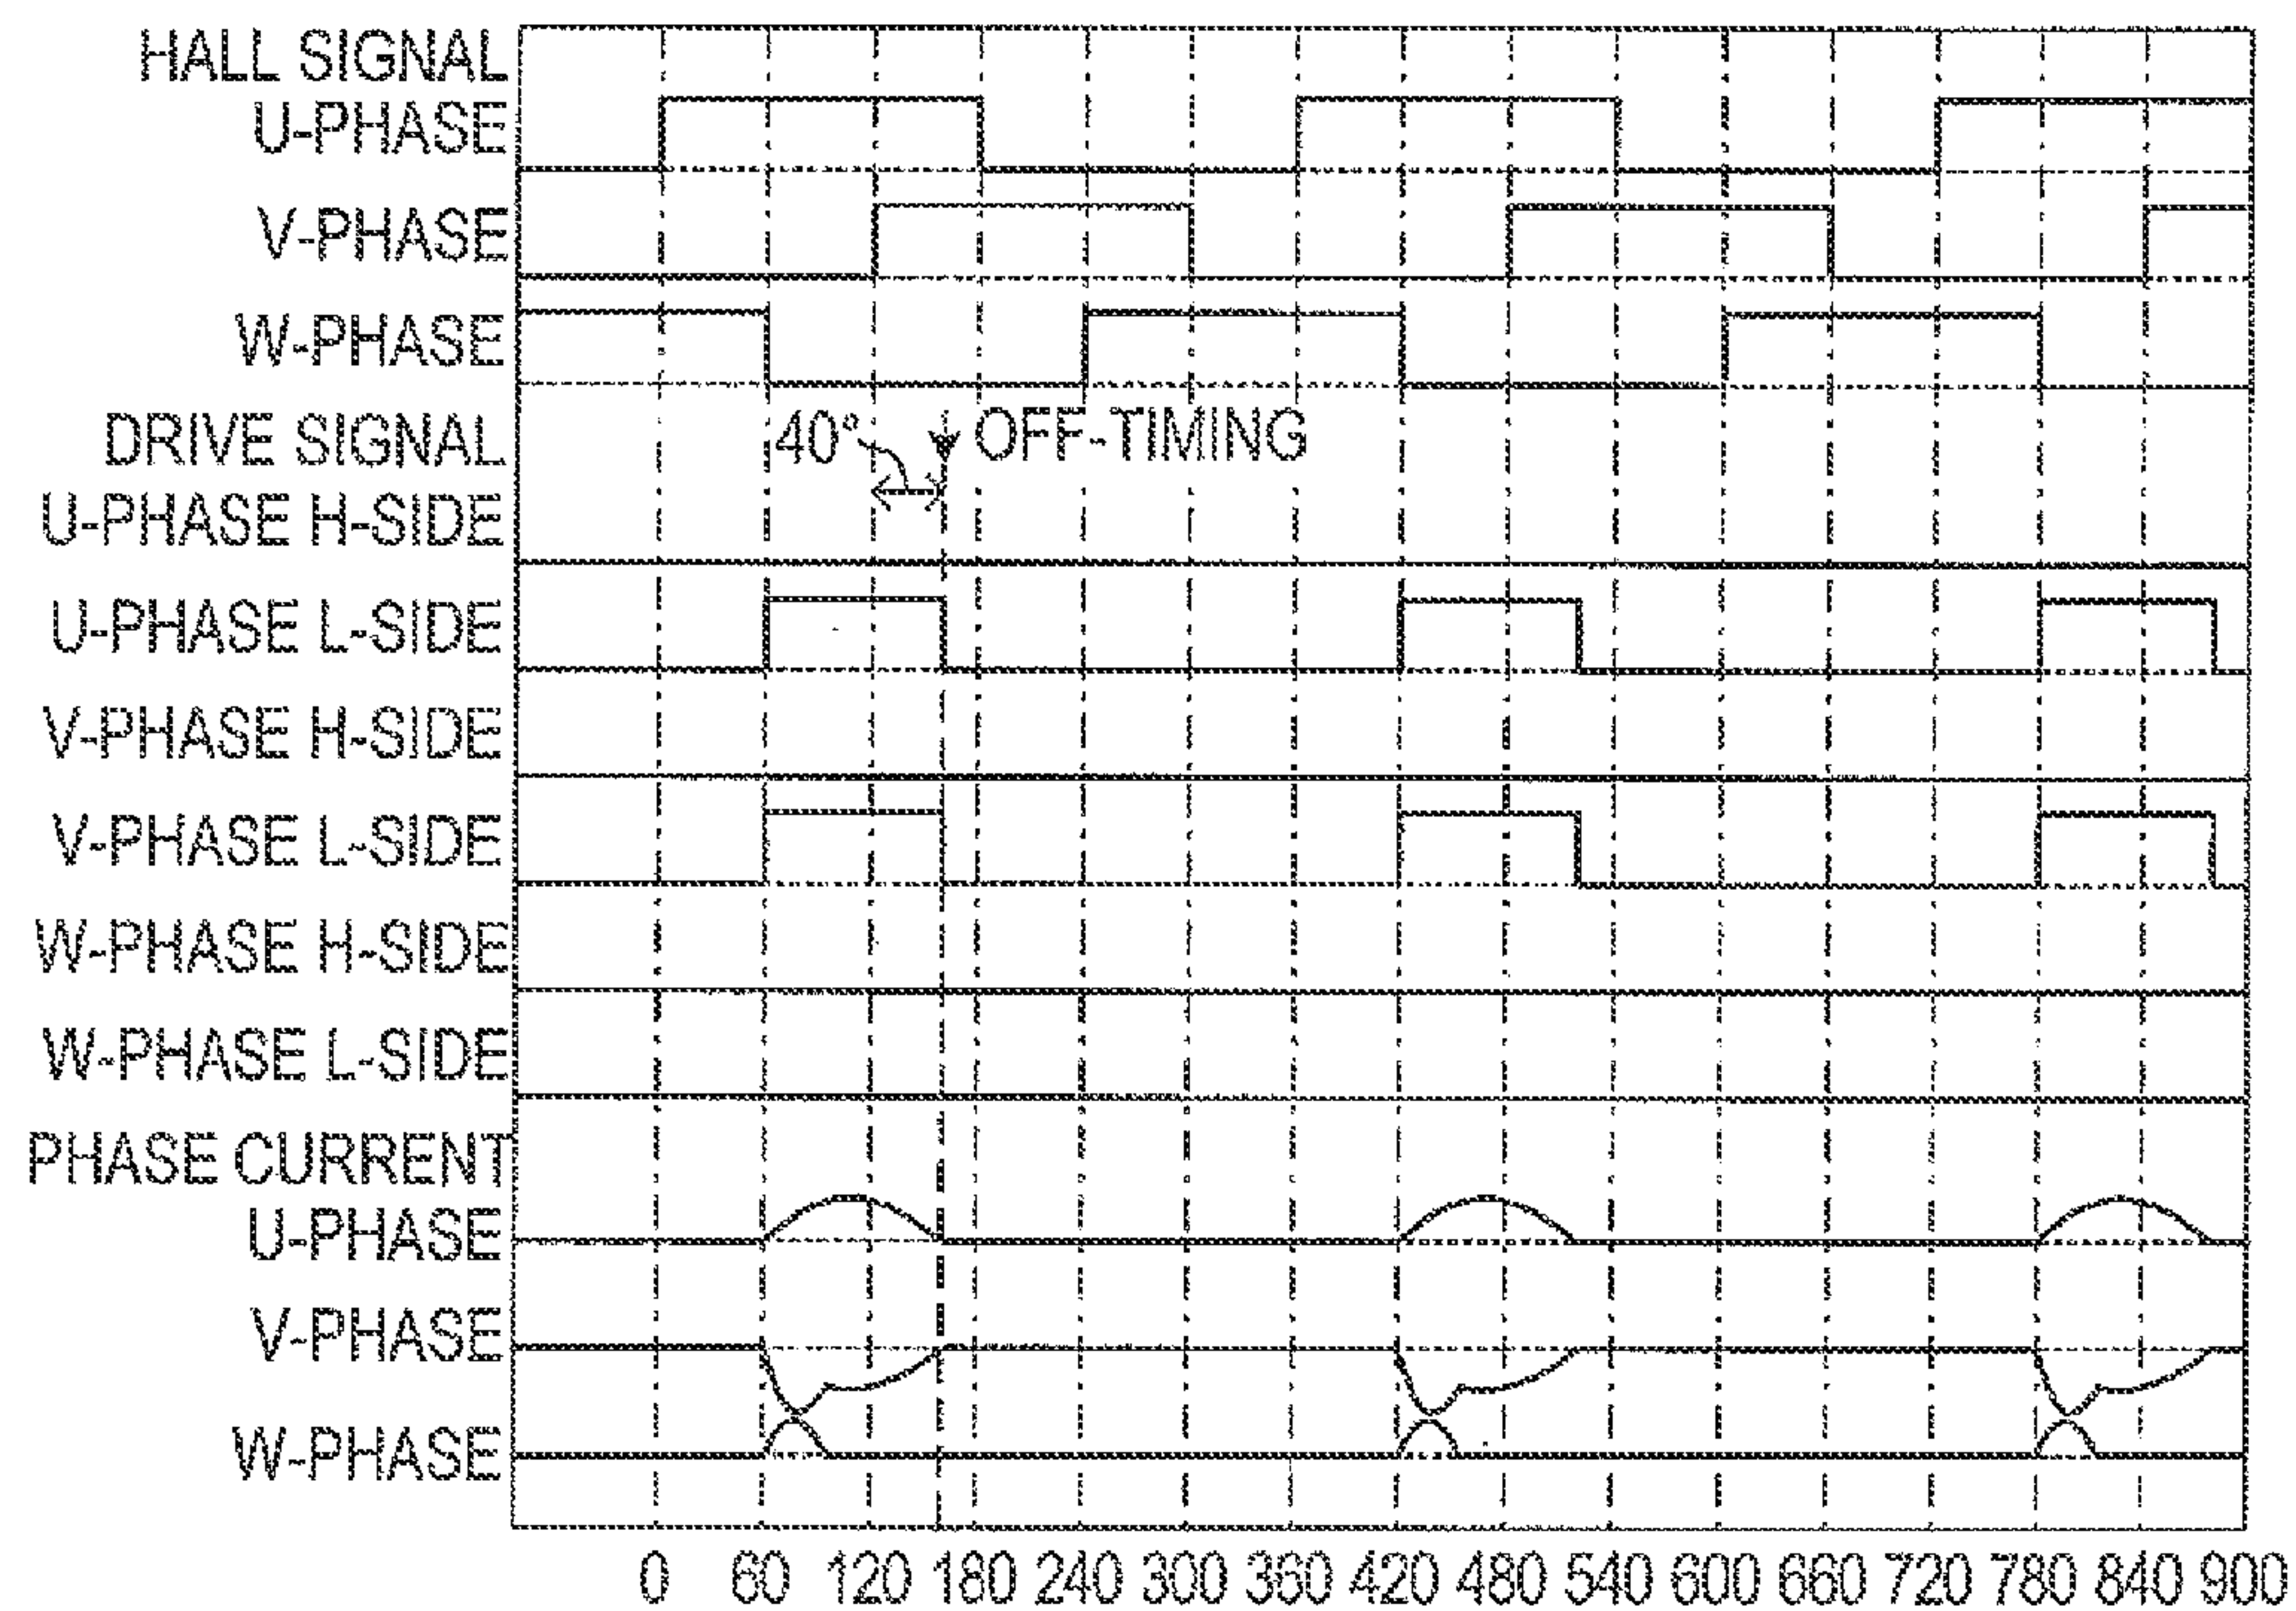 HALL SIGNAL
U-PHASE
V-PHASE
W-PHASE
DRIVE SIGNAL
40° OFF-TIMING
U-PHASE H-SIDE
U-PHASE L-SIDE
V-PHASE H-SIDE
V-PHASE L-SIDE
W-PHASE H-SIDE
W-PHASE L-SIDE
PHASE CURRENT
U-PHASE
V-PHASE
W-PHASE
0 60 120 180 240 300 360 420 480 540 600 660 720 780 840 900